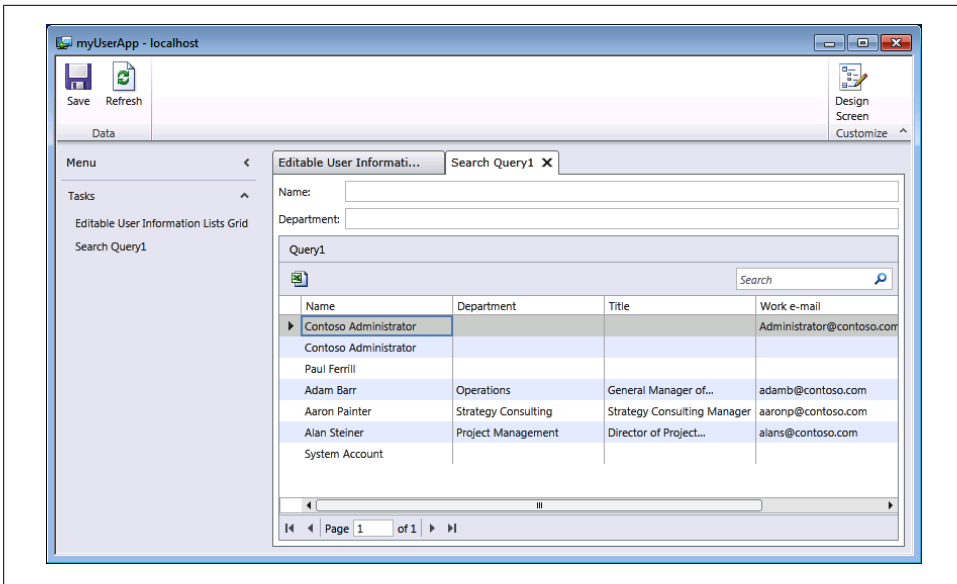 myUserApp - localhost
Save Refresh
Design Screen
Data
Customize
Menu
Tasks
Editable User Information Lists Grid
Search Query1
Editable User Informati... Search Query1 X
Name:
Department:
Query1
Search
Name Department Title Work e-mail
Contoso Administrator Administrator@contoso.com
Contoso Administrator
Paul Ferrill
Adam Barr Operations General Manager of... adamb@contoso.com
Aaron Painter Strategy Consulting Strategy Consulting Manager aaronp@contoso.com
Alan Steiner Project Management Director of Project... alans@contoso.com
System Account
Page 1 of 1